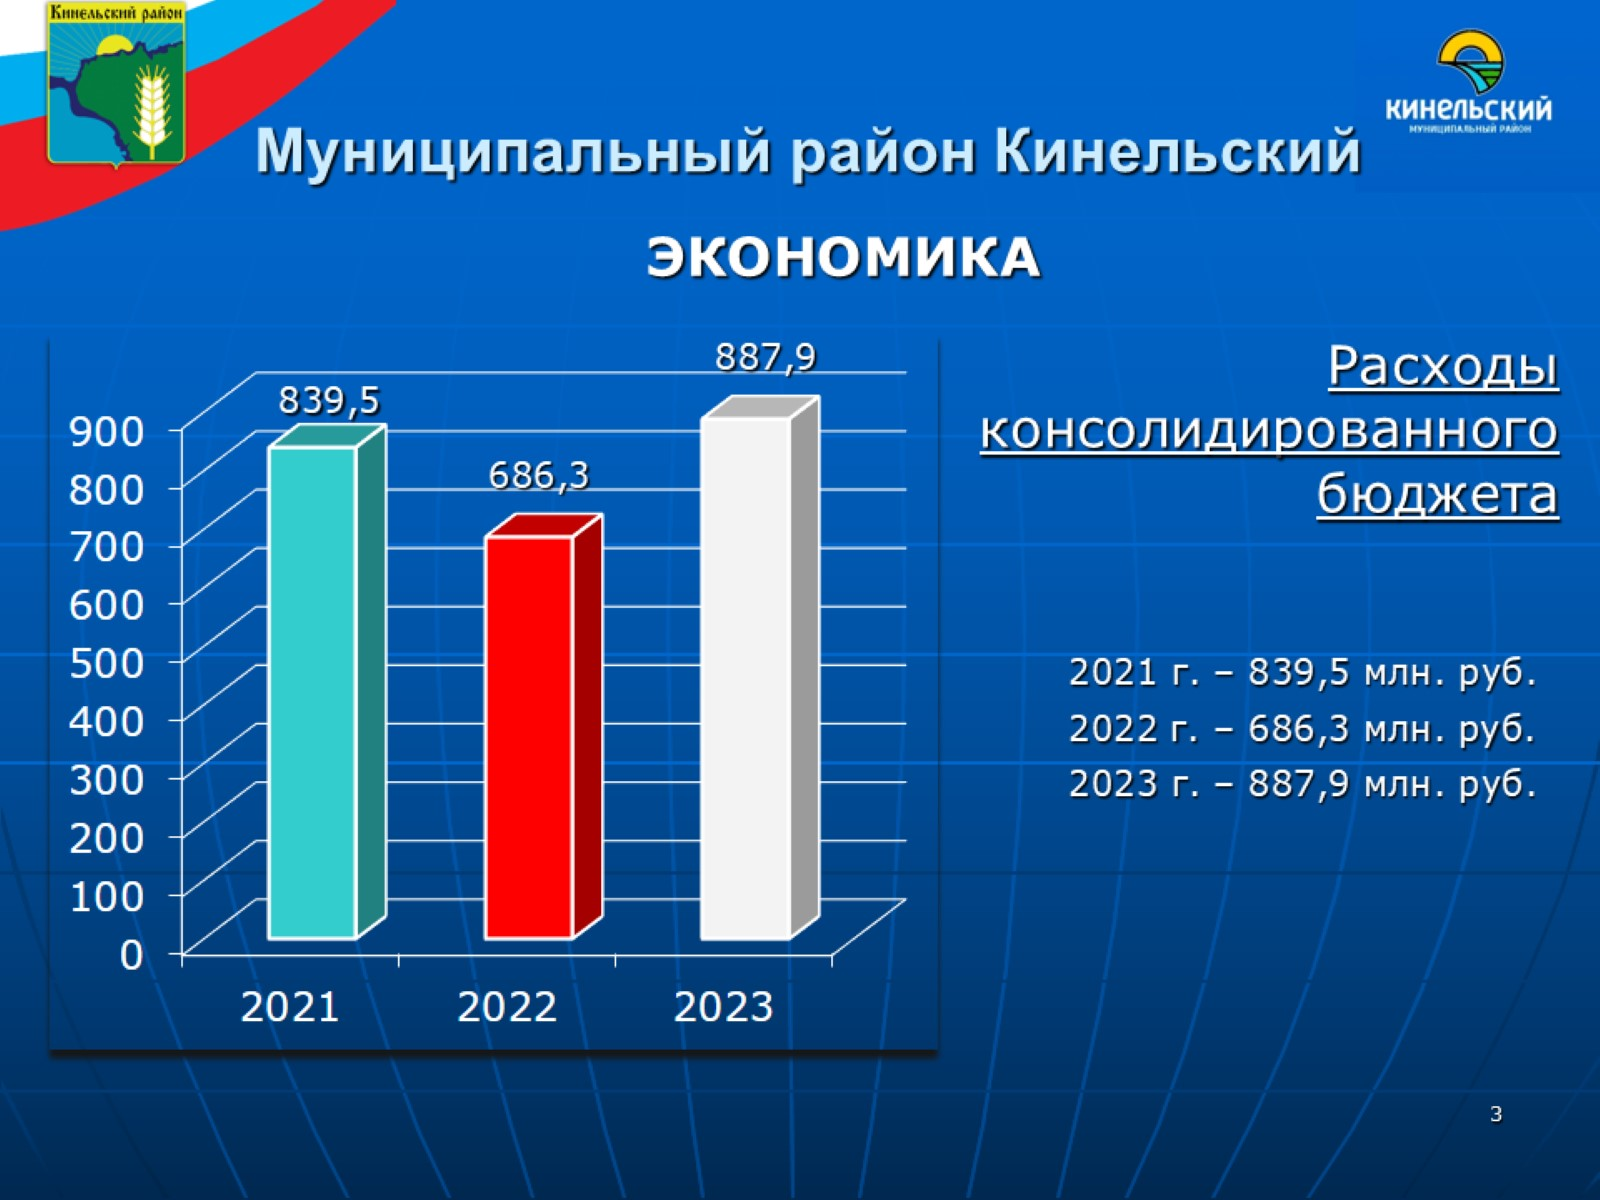 Кинельский район
КИНЕЛЬСКИЙ
МУНИЦИПАЛЬНЫЙ РАЙОН
Муниципальный район Кинельский
ЭКОНОМИКА
839,5
686,3
887,9
900
800
700
600
500
400
300
200
100
0
2021
2022
2023
Расходы
консолидированного
бюджета
2021 г. – 839,5 млн. руб.
2022 г. – 686,3 млн. руб.
2023 г. – 887,9 млн. руб.
3